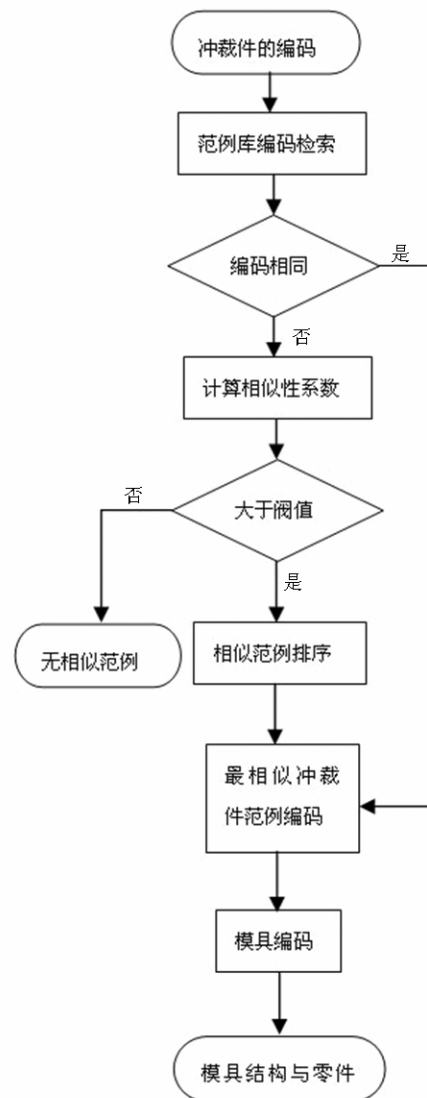 冲裁件的编码
范例库编码检索
编码相同
是
否
计算相似性系数
大于阀值
否
是
无相似范例
相似范例排序
最相似冲裁
件范例编码
模具编码
模具结构与零件